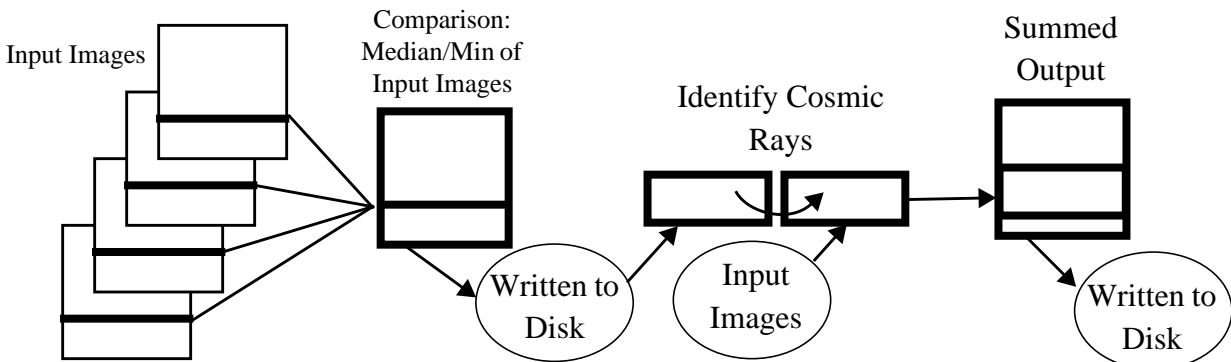 Input Images
Comparison:
Median/Min of
Input Images
Written to
Disk
Identify Cosmic
Rays
Input
Images
Summed
Output
Written to
Disk